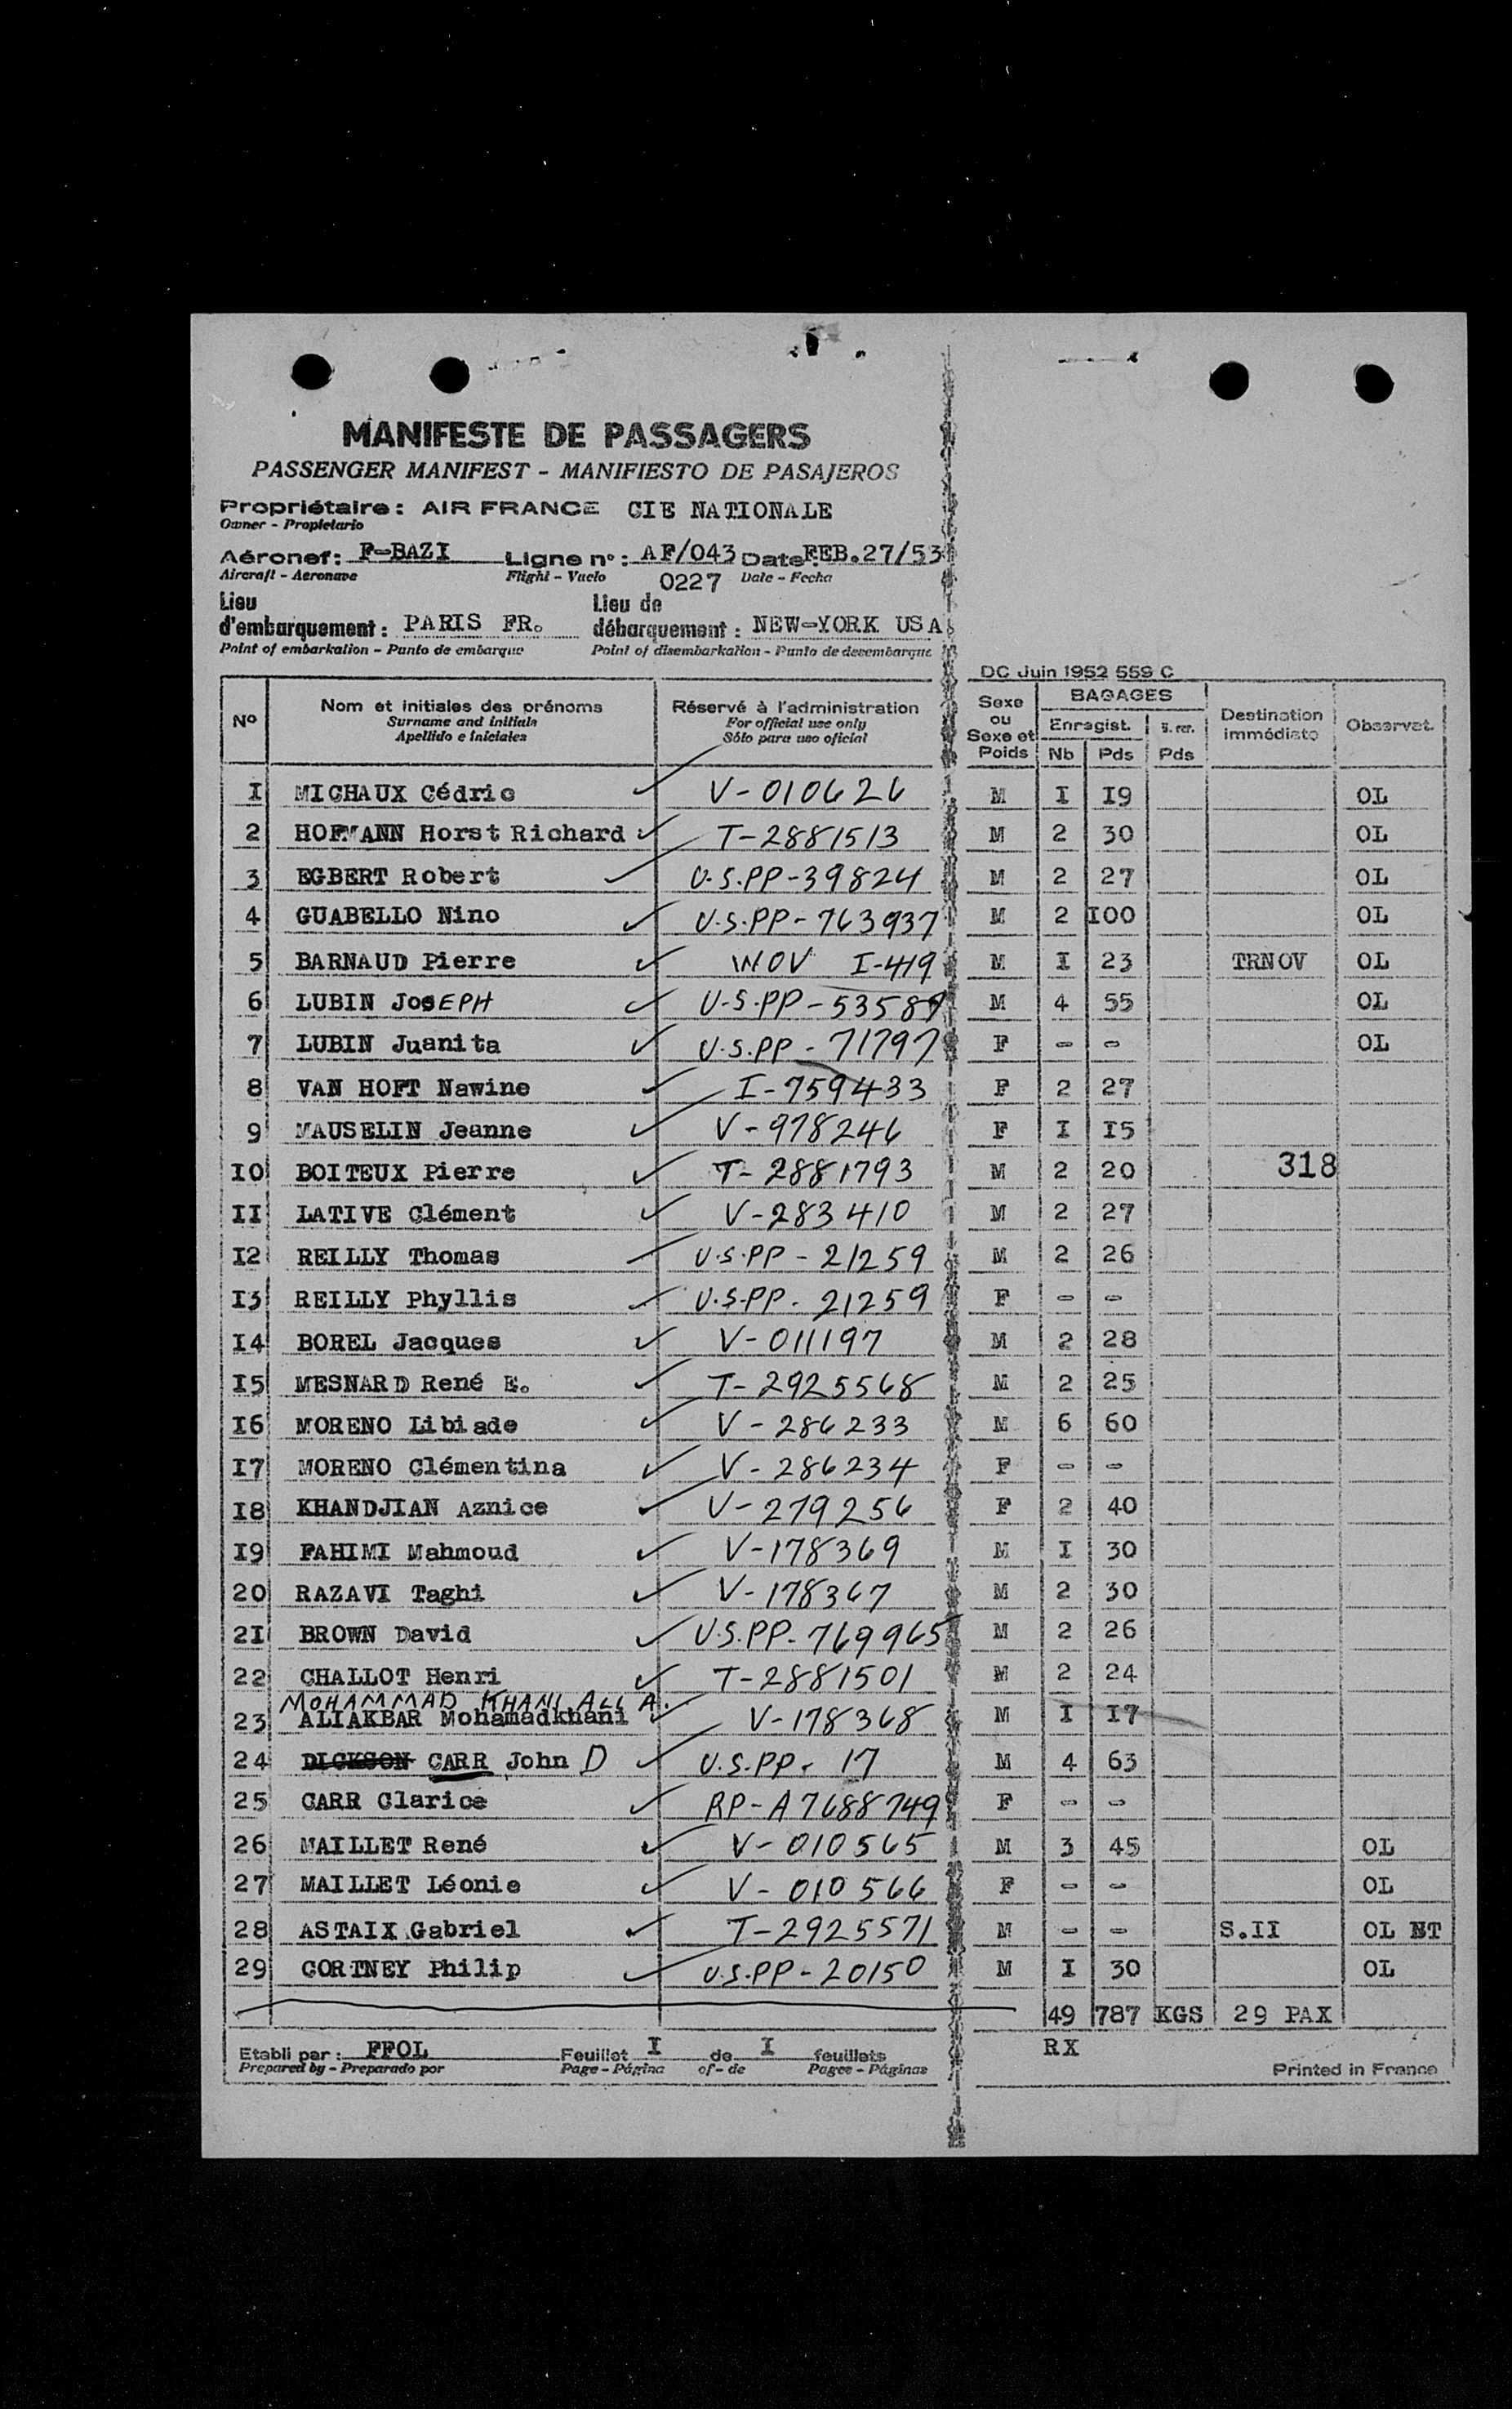 MANIFESTE DE PASSAGERS
PASSENGER MANIFEST - MANIFIESTO DE PASAJEROS
Propriétaire : AIR FRANCE CIE NATIONALE
Owner - Propietario
Aéronef : F-BAZI Ligne n° : AF/043 Date : FEB.27/53
Aircraft - Aeronave Flight - Vuelo 0227 Date - Fecha
Lieu d'embarquement : PARIS FR. Lieu de débarquement : NEW-YORK USA
Point of embarkation - Punto de embarque Point of disembarkation - Punto de desembarque
DC Juin 1952 559 C
N° Nom et initiales des prénoms Réservé à l'administration Sexe ou Sexe et Poids BAGAGES Destination immédiate Observat.
Surname and initials For official use only Enregist.
Apellido e iniciales Sólo para uso oficial Nb Pds Pds
I MICHAUX Cédric V-010626 M I I9 OL
2 HOFMANN Horst Richard T-2881513 M 2 30 OL
3 EGBERT Robert U.S.PP-39824 M 2 27 OL
4 GUABELLO Nino U.S.PP-763937 M 2 I00 OL
5 BARNAUD Pierre WOV I-419 M I 23 TRNOV OL
6 LUBIN JosEPH U.S.PP-53589 M 4 55 OL
7 LUBIN Juanita U.S.PP-71797 F - - OL
8 VAN HOFT Nawine I-759433 F 2 27
9 MAUSELIN Jeanne V-978246 F I I5
I0 BOITEUX Pierre T-2881793 M 2 20 318
II LATIVE Clément V-283410 M 2 27
I2 REILLY Thomas U.S.PP-21259 M 2 26
I3 REILLY Phyllis U.S.PP-21259 F - -
I4 BOREL Jacques V-011197 M 2 28
I5 MESNARD René E. T-2925568 M 2 25
I6 MORENO Libiade V-286233 M 6 60
I7 MORENO Clémentina V-286234 F - -
I8 KHANDJIAN Aznice V-279256 F 2 40
I9 FAHIMI Mahmoud V-178369 M I 30
20 RAZAVI Taghi V-178367 M 2 30
2I BROWN David U.S.PP-769965 M 2 26
22 CHALLOT Henri T-2881501 M 2 24
MOHAMMAD KHANI ALI A.
23 ALIAKBAR Mohamadkhani V-178368 M I I7
24 DICKSON CARR John D U.S.PP-17 M 4 63
25 CARR Clarice RP-A7688749 F - -
26 MAILLET René V-010565 M 3 45 OL
27 MAILLET Léonie V-010566 F - - OL
28 ASTAIX Gabriel T-2925571 M - - S.II OL NT
29 CORTNEY Philip U.S.PP-20150 M I 30 OL
49 787 KGS 29 PAX
Etabli par : FFOL Feuillet I de I feuillets RX
Prepared by - Preparado por Page - Página of - de Pages - Páginas Printed in France